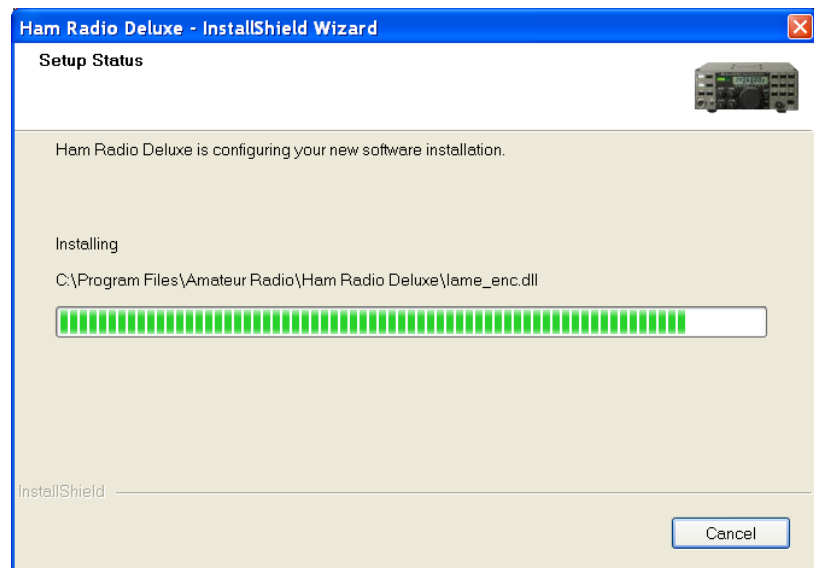 Ham Radio Deluxe - InstallShield Wizard
Setup Status
Ham Radio Deluxe is configuring your new software installation.
Installing
C:\Program Files\Amateur Radio\Ham Radio Deluxe\lame_enc.dll
InstallShield
Cancel